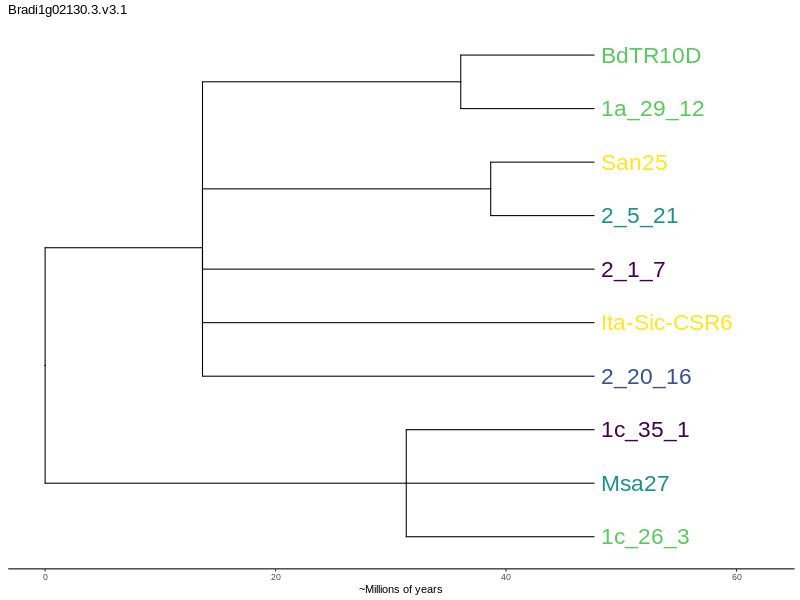 Bradi1g02130.3.v3.1
BdTR10D
1a_29_12
San25
2_5_21
2_1_7
Ita-Sic-CSR6
2_20_16
1c_35_1
Msa27
1c_26_3
0 20 40 60
~Millions of years